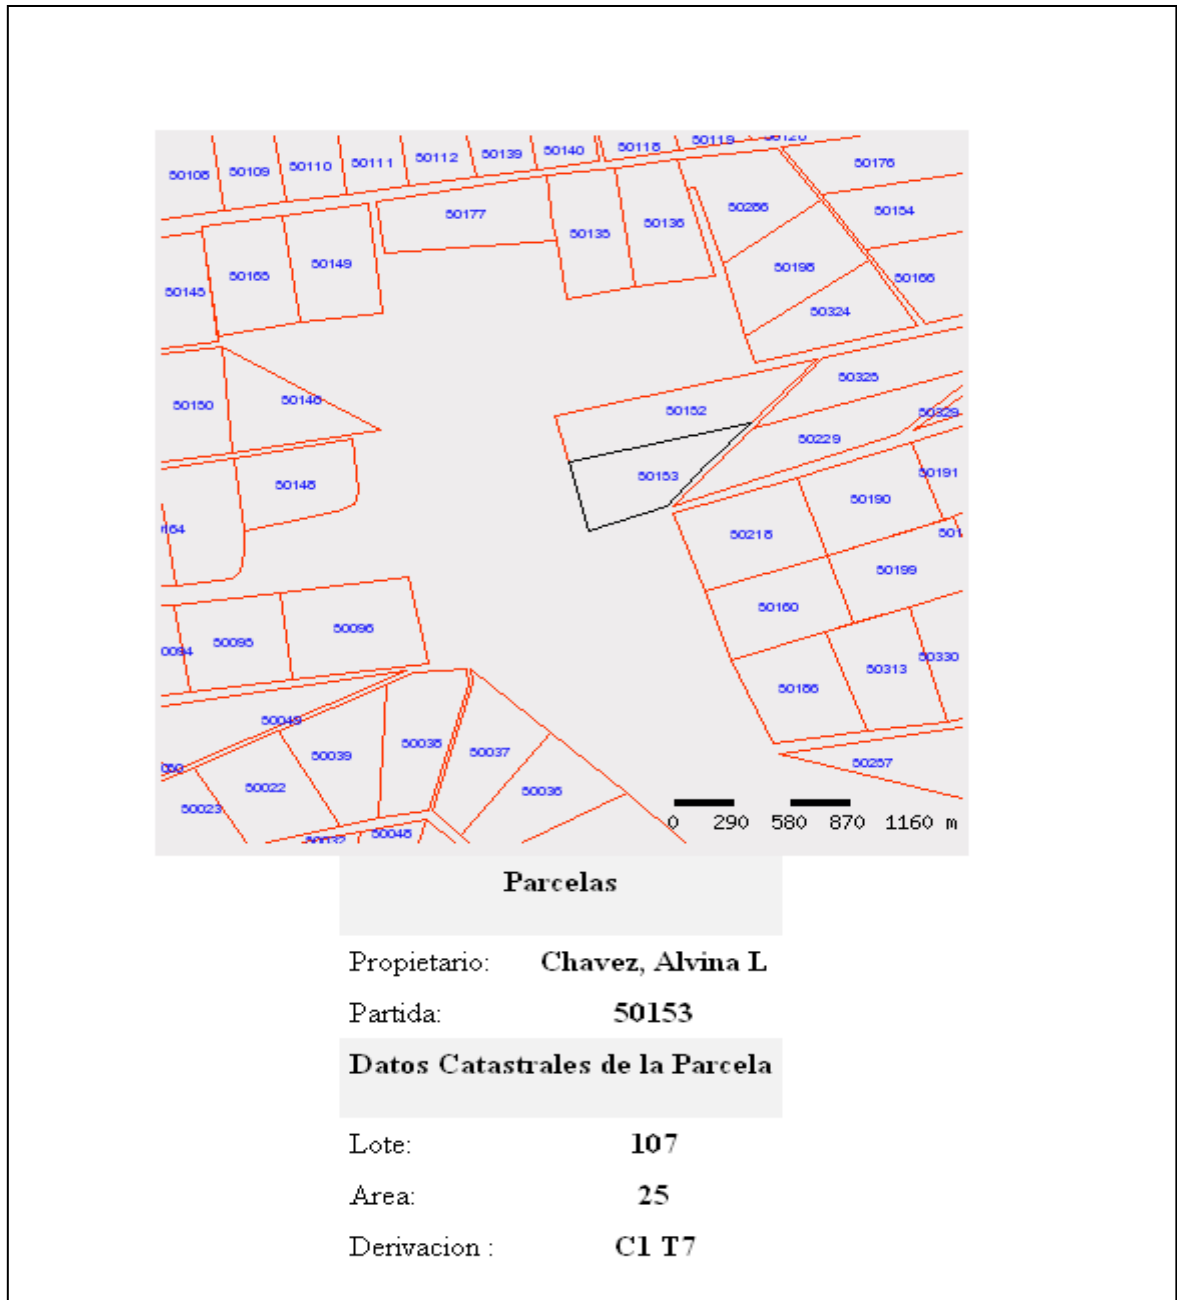 50108 50109 50110 50111 50112 50139 50140 50118 50119
50176
50177 50135 50136 50266 50154
50145 50165 50149 50198 50166
50324
50150 50146 50152 50325 50329
50229
50148 50153 50190 50191
50218
50199
50160
50095 50096
50186 50313 50330
50049 50039 50038 50037
50257
50023 50022 50036
50048
0 290 580 870 1160 m
Parcelas
Propietario: Chavez, Alvina L
Partida: 50153
Datos Catastrales de la Parcela
Lote: 107
Area: 25
Derivacion : C1 T7